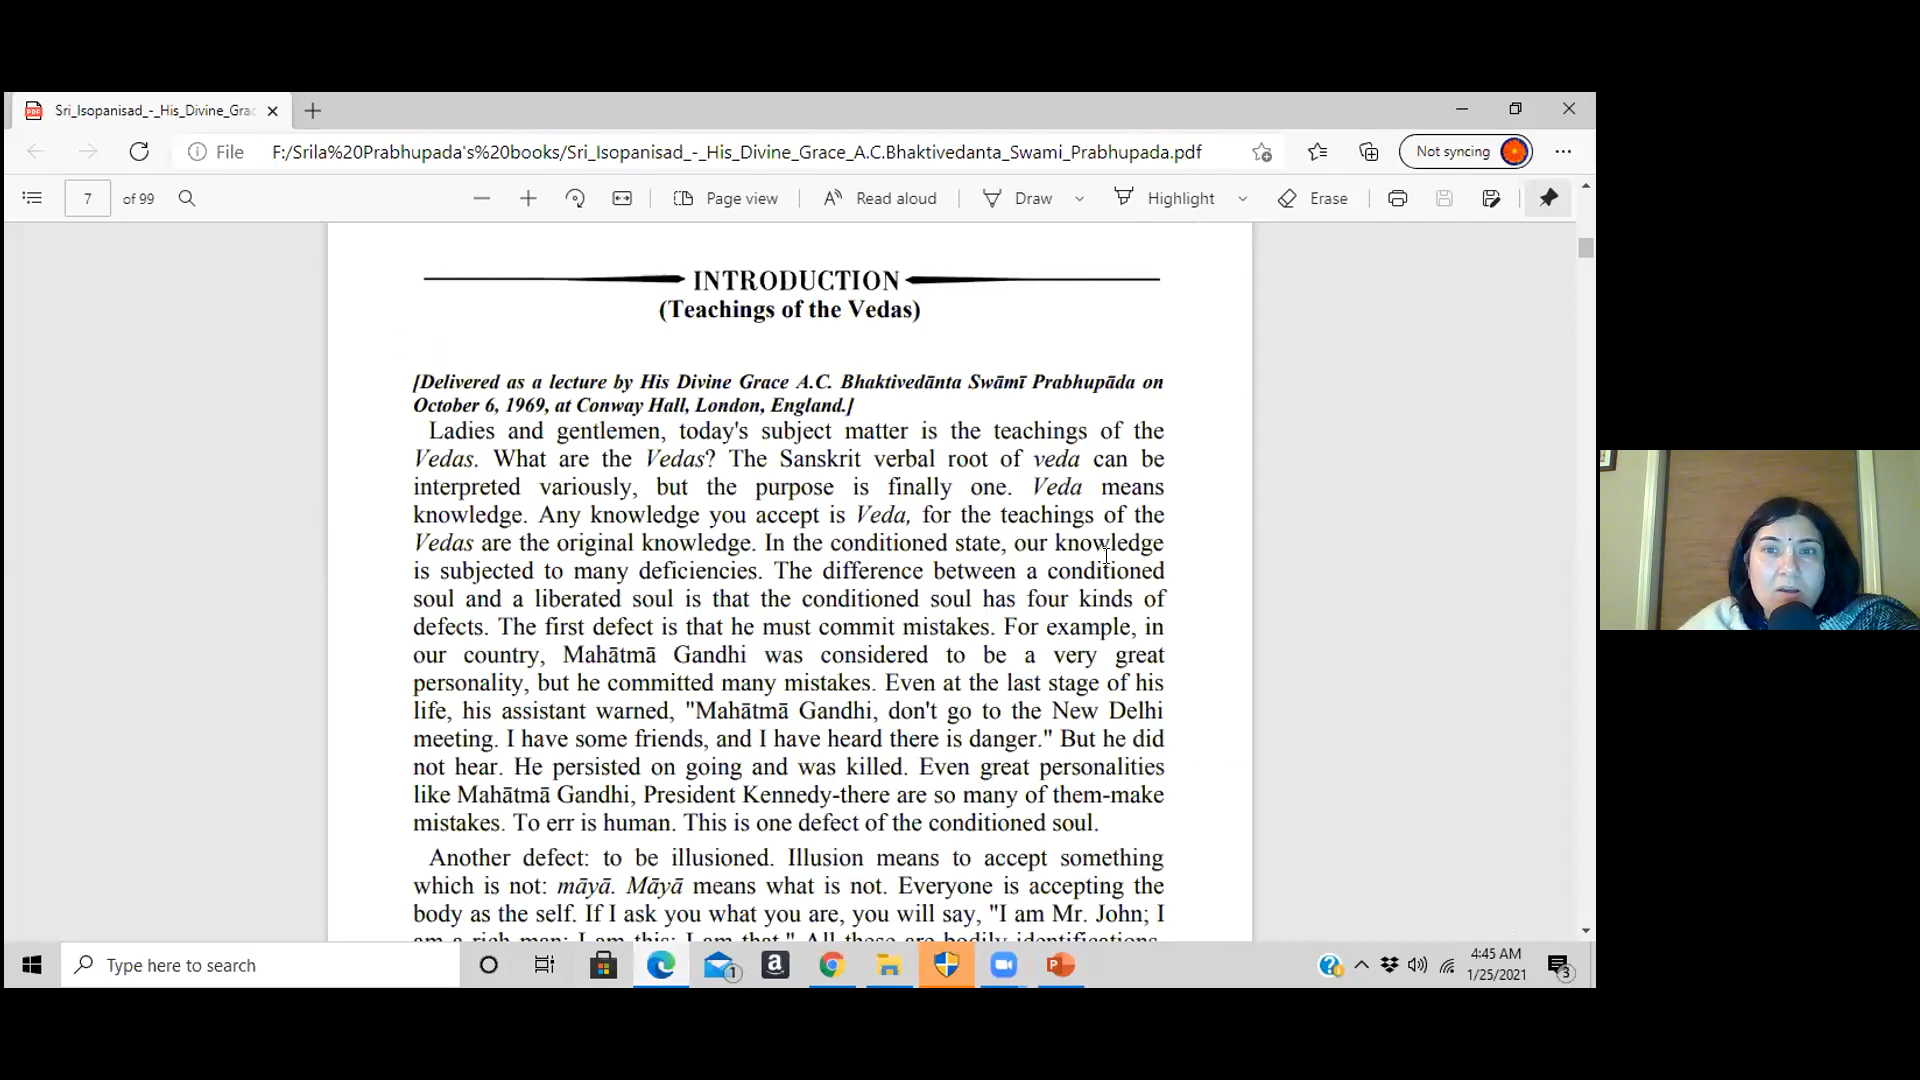 Sri_Isopanisad_-_His_Divine_Grac
File F:/Srila%20Prabhupada's%20books/Sri_Isopanisad_-_His_Divine_Grace_A.C.Bhaktivedanta_Swami_Prabhupada.pdf Not syncing
7 of 99 Page view Read aloud Draw Highlight Erase
INTRODUCTION
(Teachings of the Vedas)
[Delivered as a lecture by His Divine Grace A.C. Bhaktivedānta Swāmī Prabhupāda on
October 6, 1969, at Conway Hall, London, England.]
Ladies and gentlemen, today's subject matter is the teachings of the
Vedas. What are the Vedas? The Sanskrit verbal root of veda can be
interpreted variously, but the purpose is finally one. Veda means
knowledge. Any knowledge you accept is Veda, for the teachings of the
Vedas are the original knowledge. In the conditioned state, our knowledge
is subjected to many deficiencies. The difference between a conditioned
soul and a liberated soul is that the conditioned soul has four kinds of
defects. The first defect is that he must commit mistakes. For example, in
our country, Mahātmā Gandhi was considered to be a very great
personality, but he committed many mistakes. Even at the last stage of his
life, his assistant warned, "Mahātmā Gandhi, don't go to the New Delhi
meeting. I have some friends, and I have heard there is danger." But he did
not hear. He persisted on going and was killed. Even great personalities
like Mahātmā Gandhi, President Kennedy-there are so many of them-make
mistakes. To err is human. This is one defect of the conditioned soul.
Another defect: to be illusioned. Illusion means to accept something
which is not: māyā. Māyā means what is not. Everyone is accepting the
body as the self. If I ask you what you are, you will say, "I am Mr. John; I
am a rich man; I am this; I am that." All these are bodily identifications.
Type here to search 1 4:45 AM
1/25/2021 3